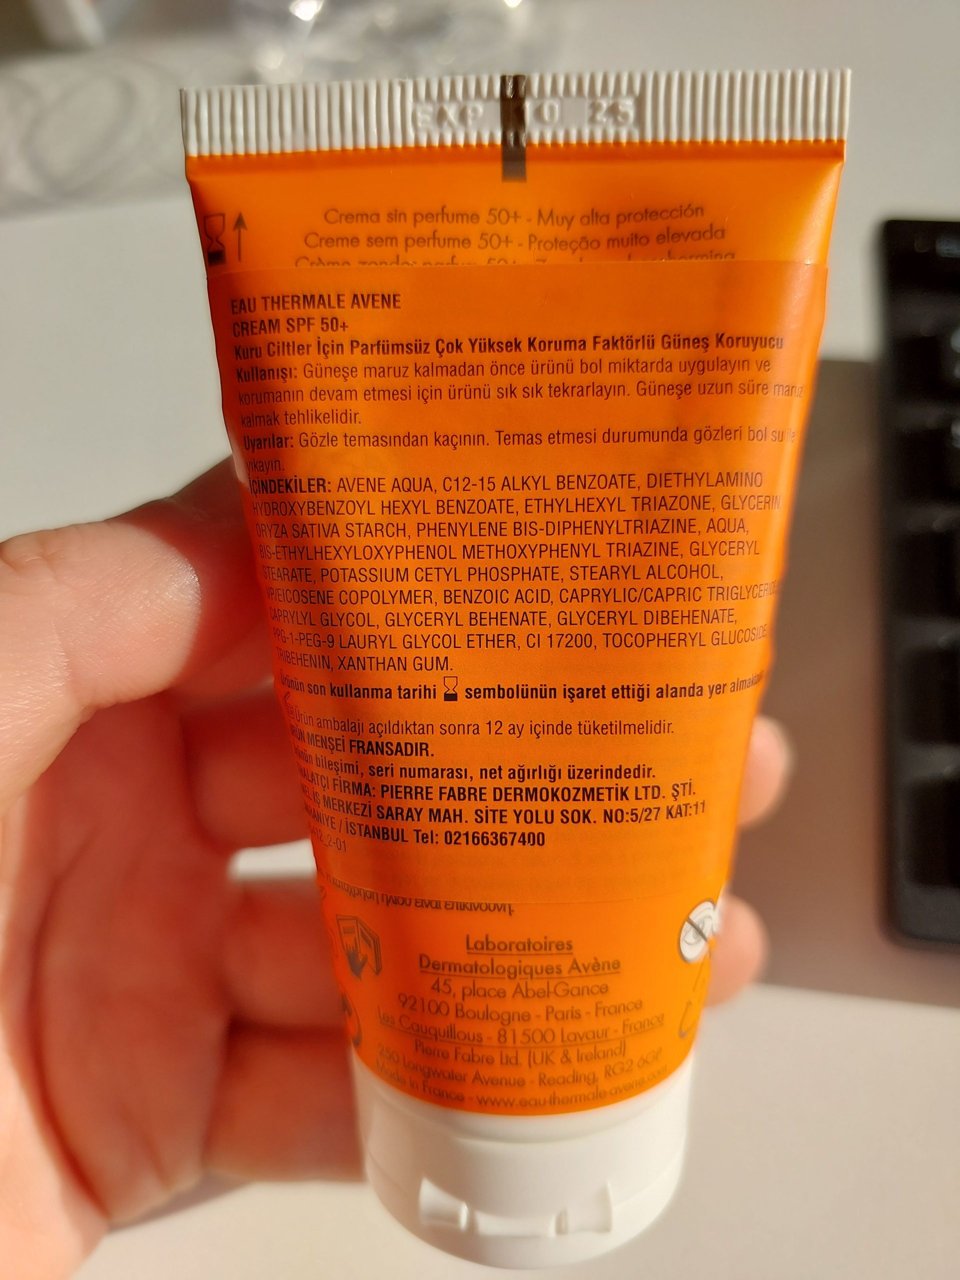 EXP 10 25
Crema sin perfume 50+ - Muy alta protección
Creme sem perfume 50+ - Proteção muito elevada
EAU THERMALE AVENE
CREAM SPF 50+
Kuru Ciltler İçin Parfümsüz Çok Yüksek Koruma Faktörlü Güneş Koruyucu
Kullanışı: Güneşe maruz kalmadan önce ürünü bol miktarda uygulayın ve
korumanın devam etmesi için ürünü sık sık tekrarlayın. Güneşe uzun süre maruz
kalmak tehlikelidir.
Uyarılar: Gözle temasından kaçının. Temas etmesi durumunda gözleri bol su ile
yıkayın.
İÇİNDEKİLER: AVENE AQUA, C12-15 ALKYL BENZOATE, DIETHYLAMINO
HYDROXYBENZOYL HEXYL BENZOATE, ETHYLHEXYL TRIAZONE, GLYCERIN
ORYZA SATIVA STARCH, PHENYLENE BIS-DIPHENYLTRIAZINE, AQUA,
BIS-ETHYLHEXYLOXYPHENOL METHOXYPHENYL TRIAZINE, GLYCERYL
STEARATE, POTASSIUM CETYL PHOSPHATE, STEARYL ALCOHOL,
VP/EICOSENE COPOLYMER, BENZOIC ACID, CAPRYLIC/CAPRIC TRIGLYCERIDE,
CAPRYLYL GLYCOL, GLYCERYL BEHENATE, GLYCERYL DIBEHENATE,
PPG-1-PEG-9 LAURYL GLYCOL ETHER, CI 17200, TOCOPHERYL GLUCOSIDE,
TRIBEHENIN, XANTHAN GUM.
Ürünün son kullanma tarihi sembolünün işaret ettiği alanda yer almaktadır.
Ürün ambalajı açıldıktan sonra 12 ay içinde tüketilmelidir.
ÜRÜN MENŞEİ FRANSADIR.
Ürünün bileşimi, seri numarası, net ağırlığı üzerindedir.
İTHALATÇI FİRMA: PIERRE FABRE DERMOKOZMETİK LTD. ŞTİ.
İŞ MERKEZİ SARAY MAH. SİTE YOLU SOK. NO:5/27 KAT:11
ÜMRANİYE / İSTANBUL Tel: 02166367400
ηλίου είναι επικίνδυνη.
Laboratoires
Dermatologiques Avène
45, place Abel-Gance
92100 Boulogne - Paris - France
Les Cauquillous - 81500 Lavaur - France
Pierre Fabre Ltd. (UK & Ireland)
250 Longwater Avenue - Reading, RG2 6GP
Made in France - www.eau-thermale-avene.com